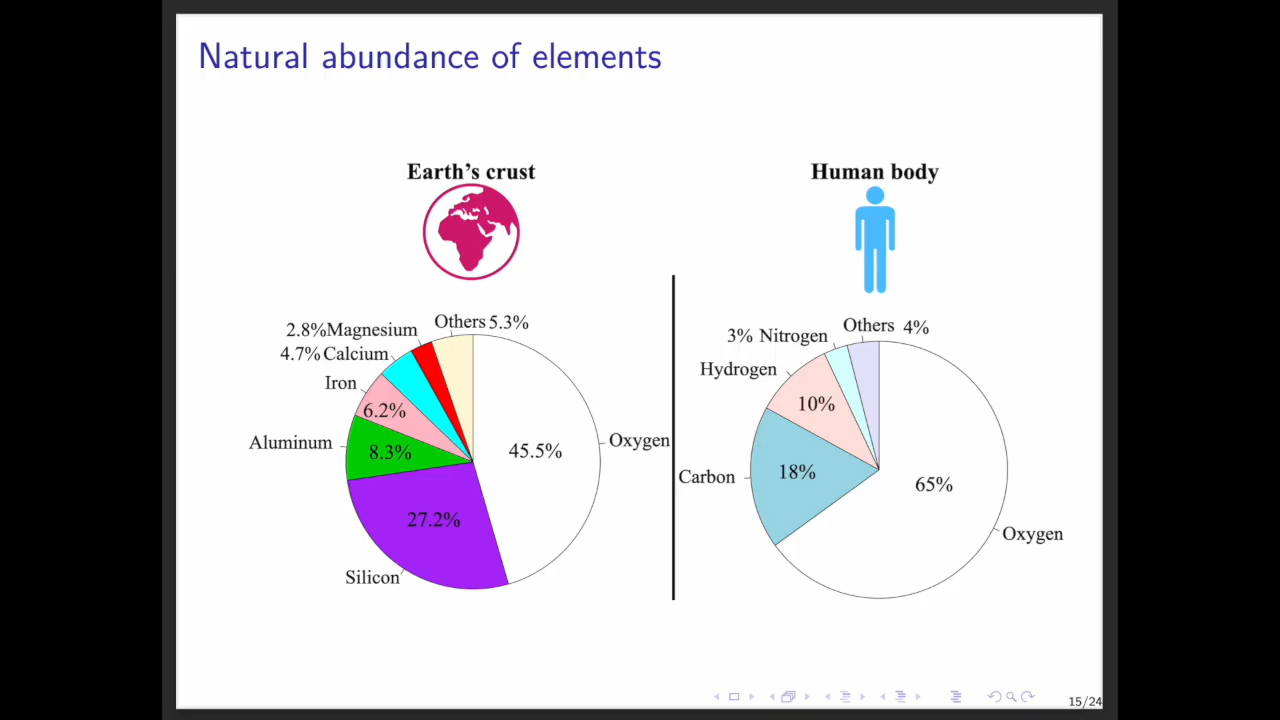 Natural abundance of elements
Earth's crust
Others 5.3%
2.8% Magnesium
4.7% Calcium
Iron
6.2%
Aluminum
8.3%
45.5%
Oxygen
27.2%
Silicon
Human body
Others 4%
3% Nitrogen
Hydrogen
10%
Carbon
18%
65%
Oxygen
15/24